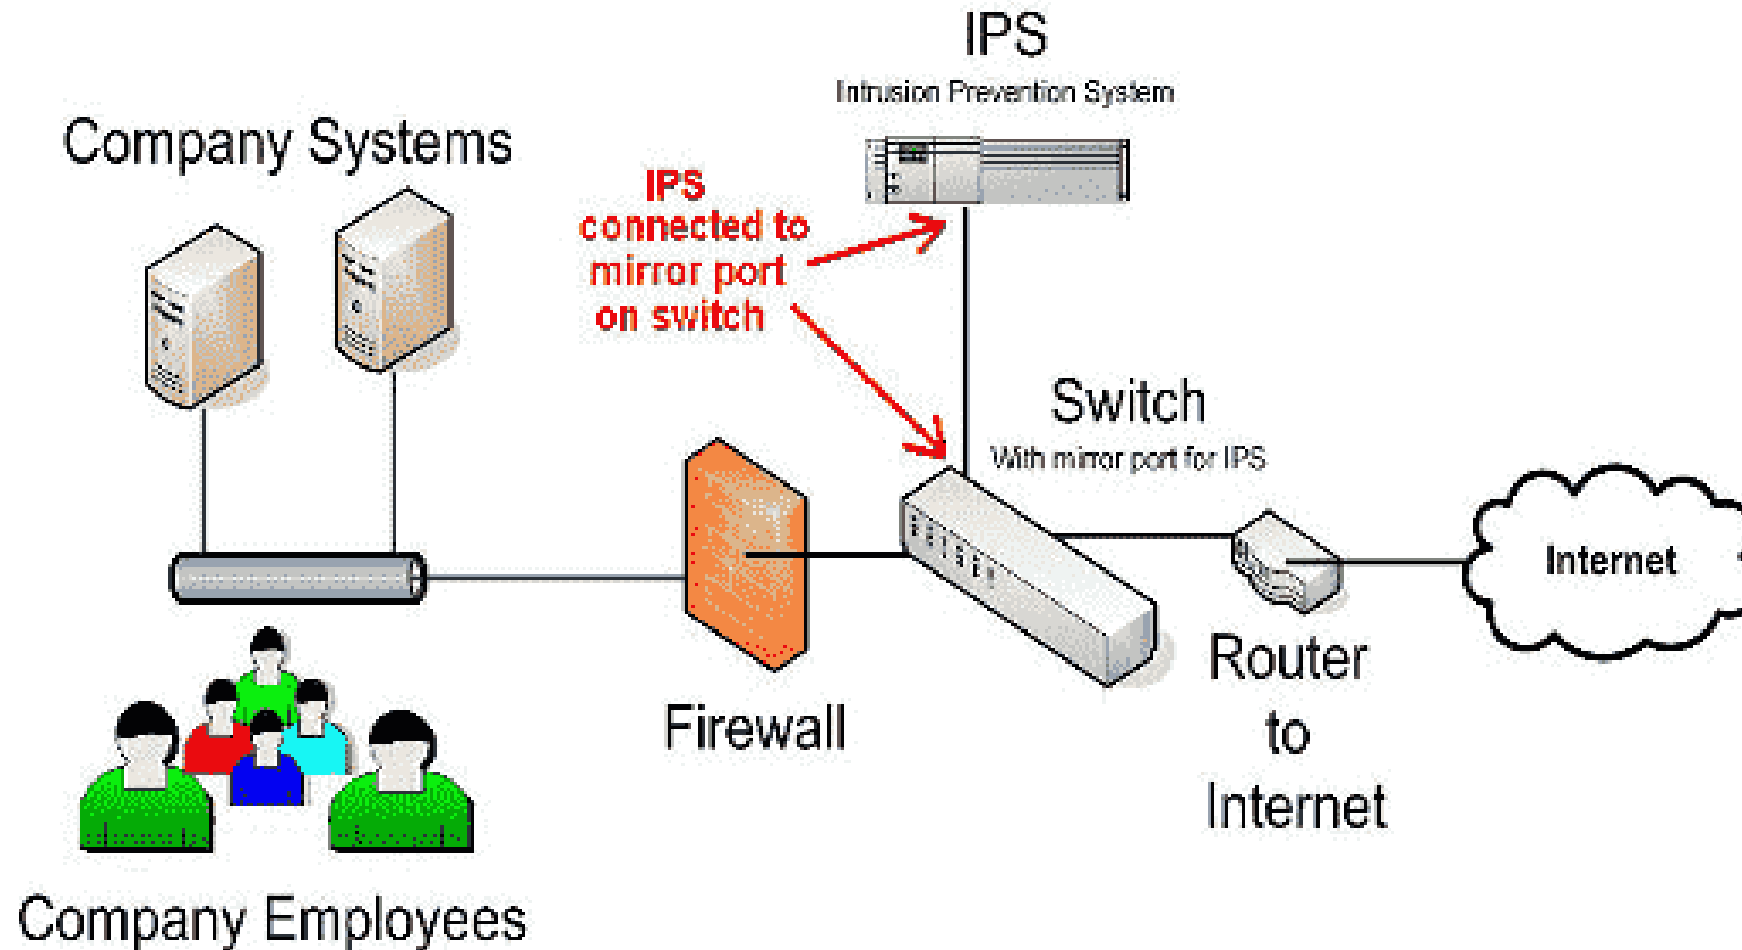 IPS
Intrusion Prevention System
Company Systems
IPS
connected to
mirror port
on switch
Switch
With mirror port for IPS
Internet
Router
to
Internet
Firewall
Company Employees